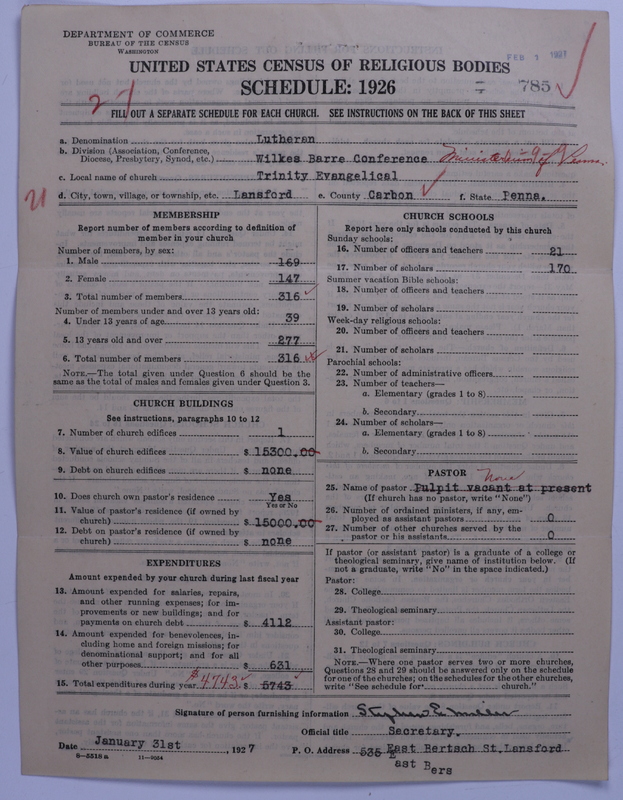 DEPARTMENT OF COMMERCE
BUREAU OF THE CENSUS
WASHINGTON
FEB 1927
UNITED STATES CENSUS OF RELIGIOUS BODIES
SCHEDULE: 1926
785
FILL OUT A SEPARATE SCHEDULE FOR EACH CHURCH. SEE INSTRUCTIONS ON THE BACK OF THIS SHEET
a. Denomination Lutheran
b. Division (Association, Conference, Diocese, Presbytery, Synod, etc.) Wilkes Barre Conference Ministerium of Penna.
c. Local name of church Trinity Evangelical
21
d. City, town, village, or township, etc. Lansford e. County Carbon f. State Penna.
MEMBERSHIP
Report number of members according to definition of
member in your church
Number of members, by sex:
1. Male 169
2. Female 147
3. Total number of members 316
Number of members under and over 13 years old:
4. Under 13 years of age 39
5. 13 years old and over 277
6. Total number of members 316
NOTE.—The total given under Question 6 should be the
same as the total of males and females given under Question 3.
CHURCH BUILDINGS
See instructions, paragraphs 10 to 12
7. Number of church edifices 1
8. Value of church edifices $ 15300.00
9. Debt on church edifices $ none
10. Does church own pastor's residence Yes
Yes or No
11. Value of pastor's residence (if owned by
church) $ 15000.00
12. Debt on pastor's residence (if owned by
church) $ none
EXPENDITURES
Amount expended by your church during last fiscal year
13. Amount expended for salaries, repairs,
and other running expenses; for im-
provements or new buildings; and for
payments on church debt $ 4112
14. Amount expended for benevolences, in-
cluding home and foreign missions; for
denominational support; and for all
other purposes $ 631
15. Total expenditures during year $4743 $ 5743
CHURCH SCHOOLS
Report here only schools conducted by this church
Sunday schools:
16. Number of officers and teachers 21
17. Number of scholars 170
Summer vacation Bible schools:
18. Number of officers and teachers
19. Number of scholars
Week-day religious schools:
20. Number of officers and teachers
21. Number of scholars
Parochial schools:
22. Number of administrative officers
23. Number of teachers—
a. Elementary (grades 1 to 8)
b. Secondary
24. Number of scholars—
a. Elementary (grades 1 to 8)
b. Secondary
PASTOR
None
25. Name of pastor Pulpit vacant at present
(If church has no pastor, write "None")
26. Number of ordained ministers, if any, em-
ployed as assistant pastors 0
27. Number of other churches served by the
pastor or his assistants 0
If pastor (or assistant pastor) is a graduate of a college or
theological seminary, give name of institution below. (If
not a graduate, write "No" in the space indicated.)
Pastor:
28. College
29. Theological seminary
Assistant pastor:
30. College
31. Theological seminary
NOTE.—Where one pastor serves two or more churches,
Questions 28 and 29 should be answered only on the schedule
for one of the churches; on the schedules for the other churches,
write "See schedule for church."
Signature of person furnishing information Stephen E. Miller
Official title Secretary.
Date January 31st, 1927 P. O. Address 535 East Bertsch St. Lansford
ast Bers
8—5518a 11—9054